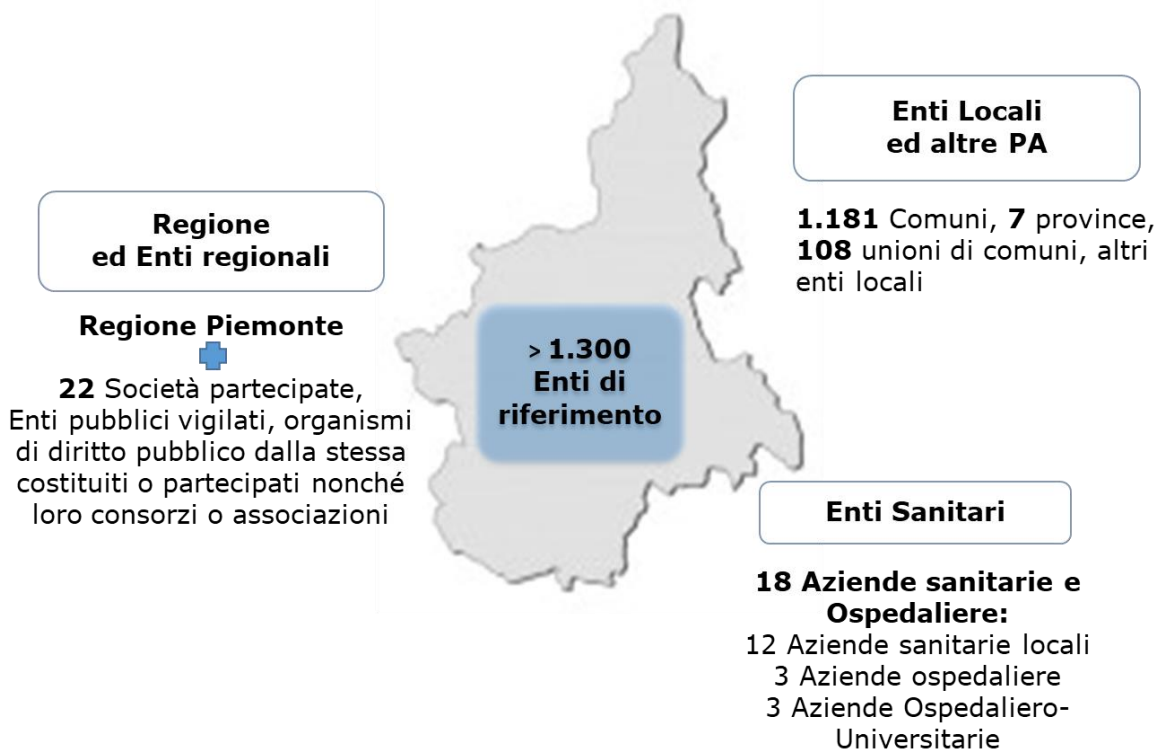 Regione
ed Enti regionali
Regione Piemonte
22 Società partecipate,
Enti pubblici vigilati, organismi
di diritto pubblico dalla stessa
costituiti o partecipati nonché
loro consorzi o associazioni
> 1.300
Enti di
riferimento
Enti Locali
ed altre PA
1.181 Comuni, 7 province,
108 unioni di comuni, altri
enti locali
Enti Sanitari
18 Aziende sanitarie e
Ospedaliere:
12 Aziende sanitarie locali
3 Aziende ospedaliere
3 Aziende Ospedaliero-
Universitarie